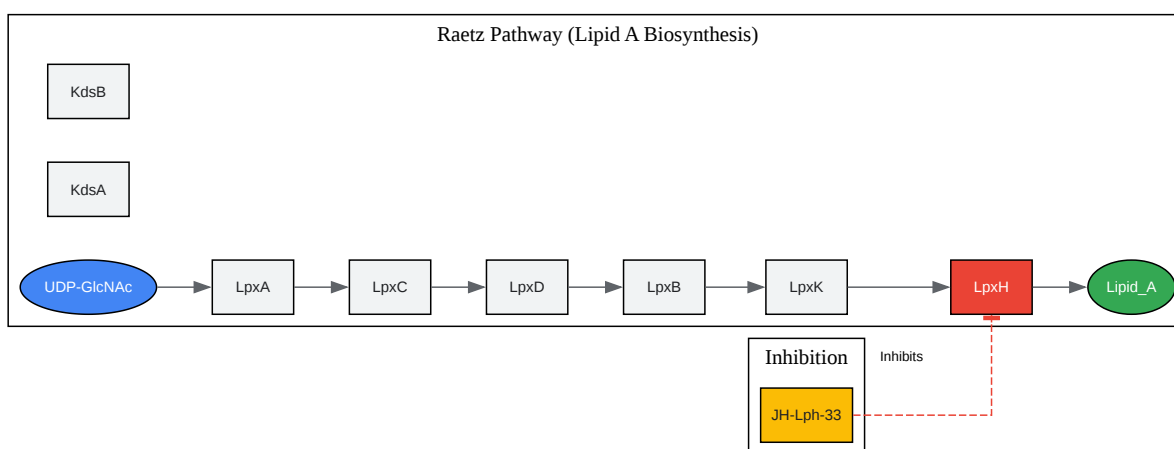 Raetz Pathway (Lipid A Biosynthesis)
KdsB
KdsA
UDP-GlcNAc
LpxA
LpxC
LpxD
LpxB
LpxK
LpxH
Lipid_A
Inhibition
Inhibits
JH-Lph-33